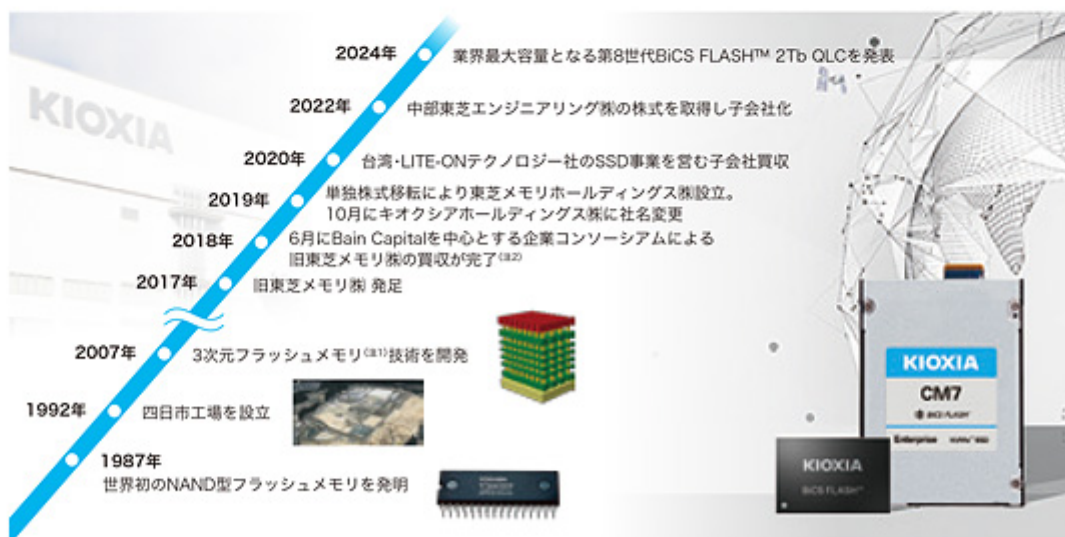 KIOXIA
2024年
業界最大容量となる第8世代BiCS FLASH™ 2Tb QLCを発表
2022年
中部東芝エンジニアリング㈱の株式を取得し子会社化
2020年
台湾・LITE-ONテクノロジー社のSSD事業を営む子会社買収
2019年
単独株式移転により東芝メモリホールディングス㈱設立。
10月にキオクシアホールディングス㈱に社名変更
2018年
6月にBain Capitalを中心とする企業コンソーシアムによる
旧東芝メモリ㈱の買収が完了(注2)
2017年
旧東芝メモリ㈱ 発足
2007年
3次元フラッシュメモリ(注1)技術を開発
1992年
四日市工場を設立
1987年
世界初のNAND型フラッシュメモリを発明
KIOXIA
CM7
BiCS FLASH
Enterprise NVMe™ SSD
KIOXIA
BiCS FLASH™